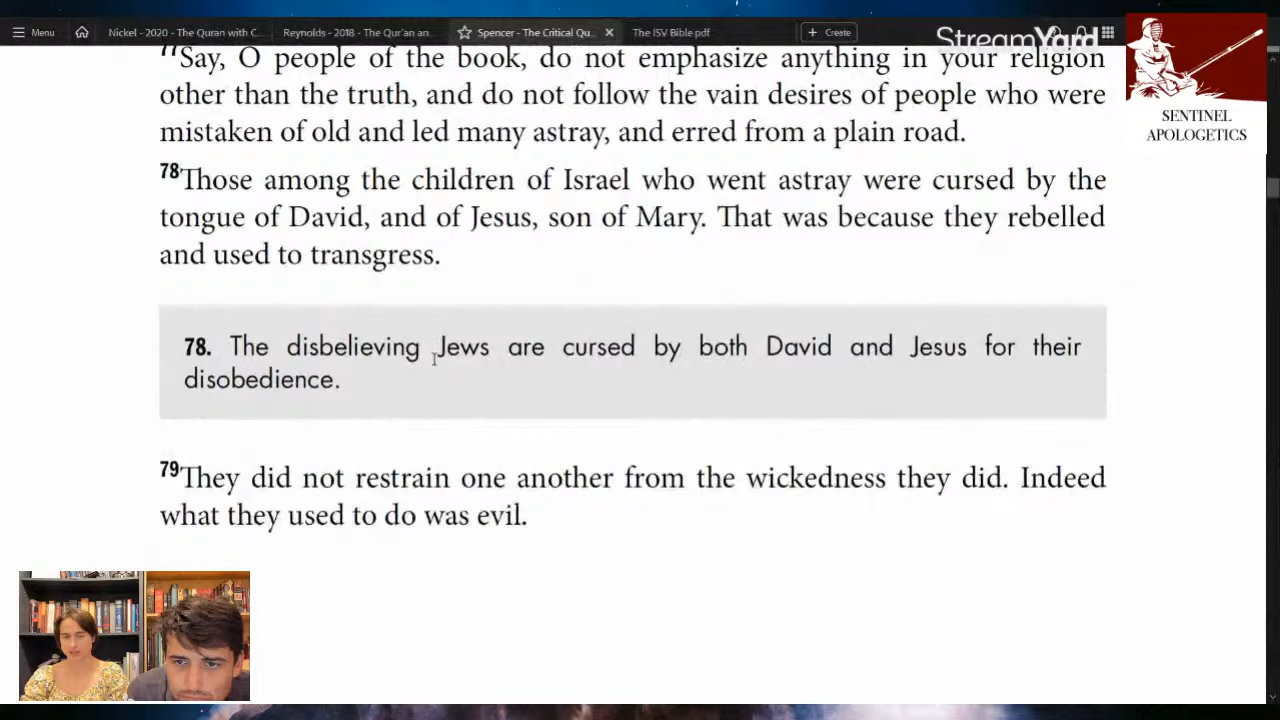 Menu
Nickel - 2020 - The Quran with C...
Reynolds - 2018 - The Qur'an an...
Spencer - The Critical Qu...
The ISV Bible.pdf
+ Create
StreamYard
SENTINEL
APOLOGETICS
77Say, O people of the book, do not emphasize anything in your religion
other than the truth, and do not follow the vain desires of people who were
mistaken of old and led many astray, and erred from a plain road.
78Those among the children of Israel who went astray were cursed by the
tongue of David, and of Jesus, son of Mary. That was because they rebelled
and used to transgress.
78. The disbelieving Jews are cursed by both David and Jesus for their
disobedience.
79They did not restrain one another from the wickedness they did. Indeed
what they used to do was evil.